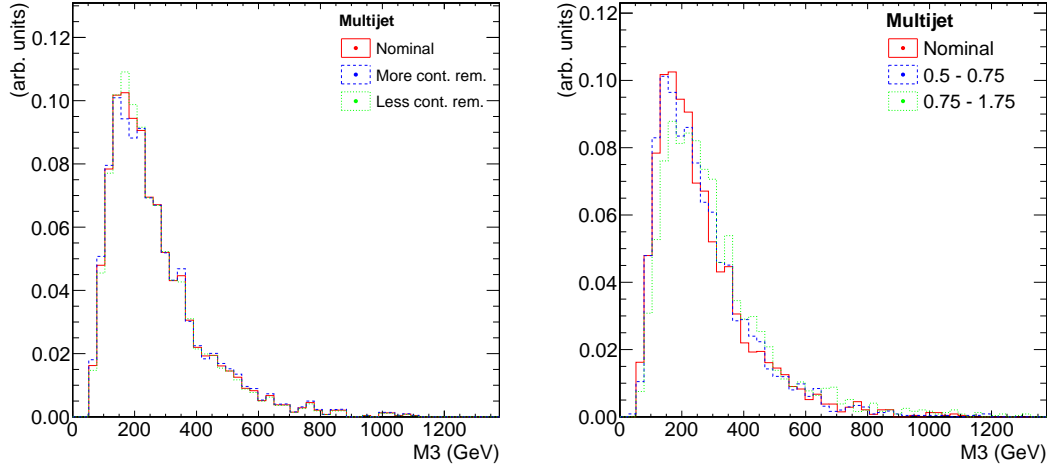 (arb. units)
0.12
0.10
0.08
0.06
0.04
0.02
0.00
Multijet
Nominal
More cont. rem.
Less cont. rem.
0 200 400 600 800 1000 1200
M3 (GeV)
(arb. units)
0.12
0.10
0.08
0.06
0.04
0.02
0.00
Multijet
Nominal
0.5 - 0.75
0.75 - 1.75
0 200 400 600 800 1000 1200
M3 (GeV)